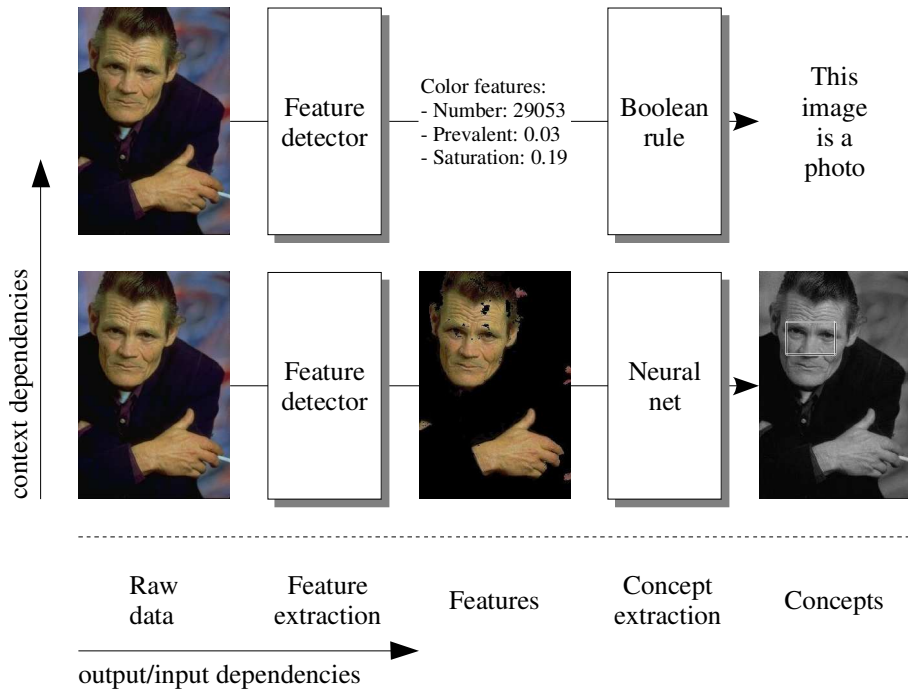 Feature
detector
Color features:
- Number: 29053
- Prevalent: 0.03
- Saturation: 0.19
Boolean
rule
This
image
is a
photo
context dependencies
Feature
detector
Neural
net
Raw
data
Feature
extraction
Features
Concept
extraction
Concepts
output/input dependencies